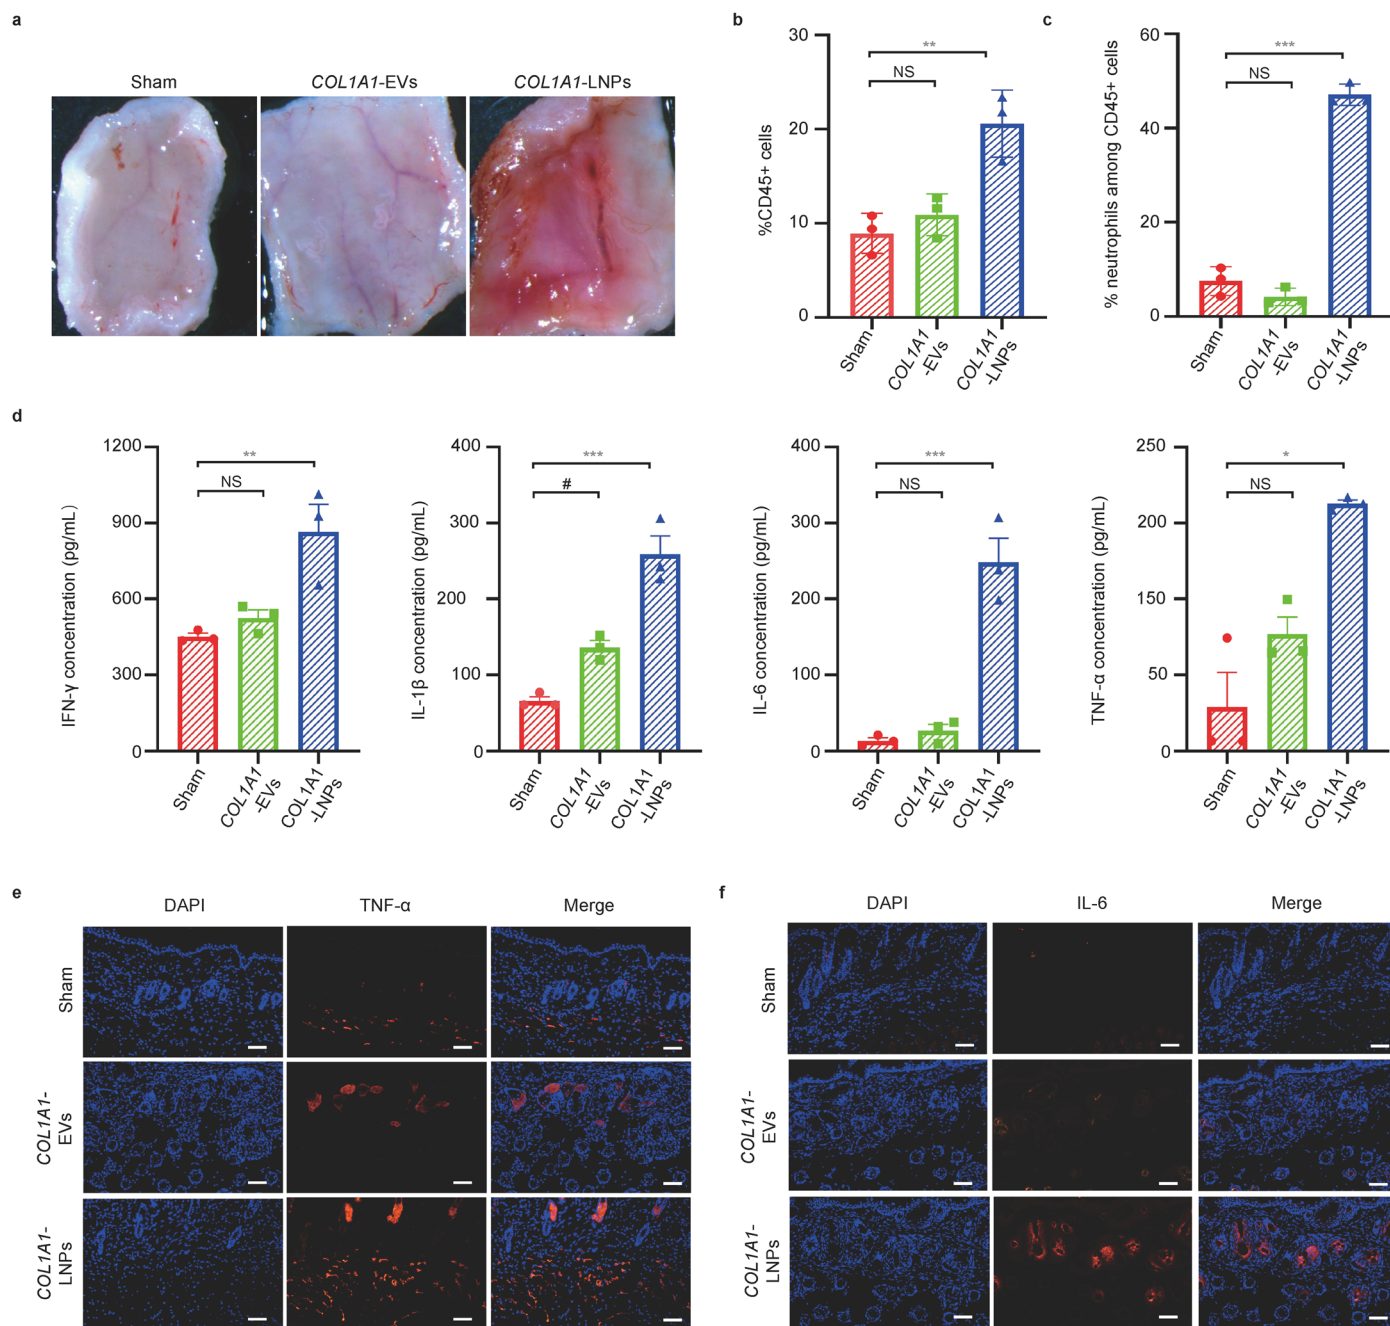 a
Sham
COL1A1-EVs
COL1A1-LNPs
b
%CD45+ cells
30
20
10
0
**
NS
Sham
COL1A1
-EVs
COL1A1
-LNPs
c
% neutrophils among CD45+ cells
60
40
20
0
***
NS
Sham
COL1A1
-EVs
COL1A1
-LNPs
d
IFN-γ concentration (pg/mL)
1200
900
600
300
0
**
NS
Sham
COL1A1
-EVs
COL1A1
-LNPs
IL-1β concentration (pg/mL)
400
300
200
100
0
***
#
Sham
COL1A1
-EVs
COL1A1
-LNPs
IL-6 concentration (pg/mL)
400
300
200
100
0
***
NS
Sham
COL1A1
-EVs
COL1A1
-LNPs
TNF-α concentration (pg/mL)
250
200
150
50
0
*
NS
Sham
COL1A1
-EVs
COL1A1
-LNPs
e
DAPI
TNF-α
Merge
Sham
COL1A1-
EVs
COL1A1-
LNPs
f
DAPI
IL-6
Merge
Sham
COL1A1-
EVs
COL1A1-
LNPs